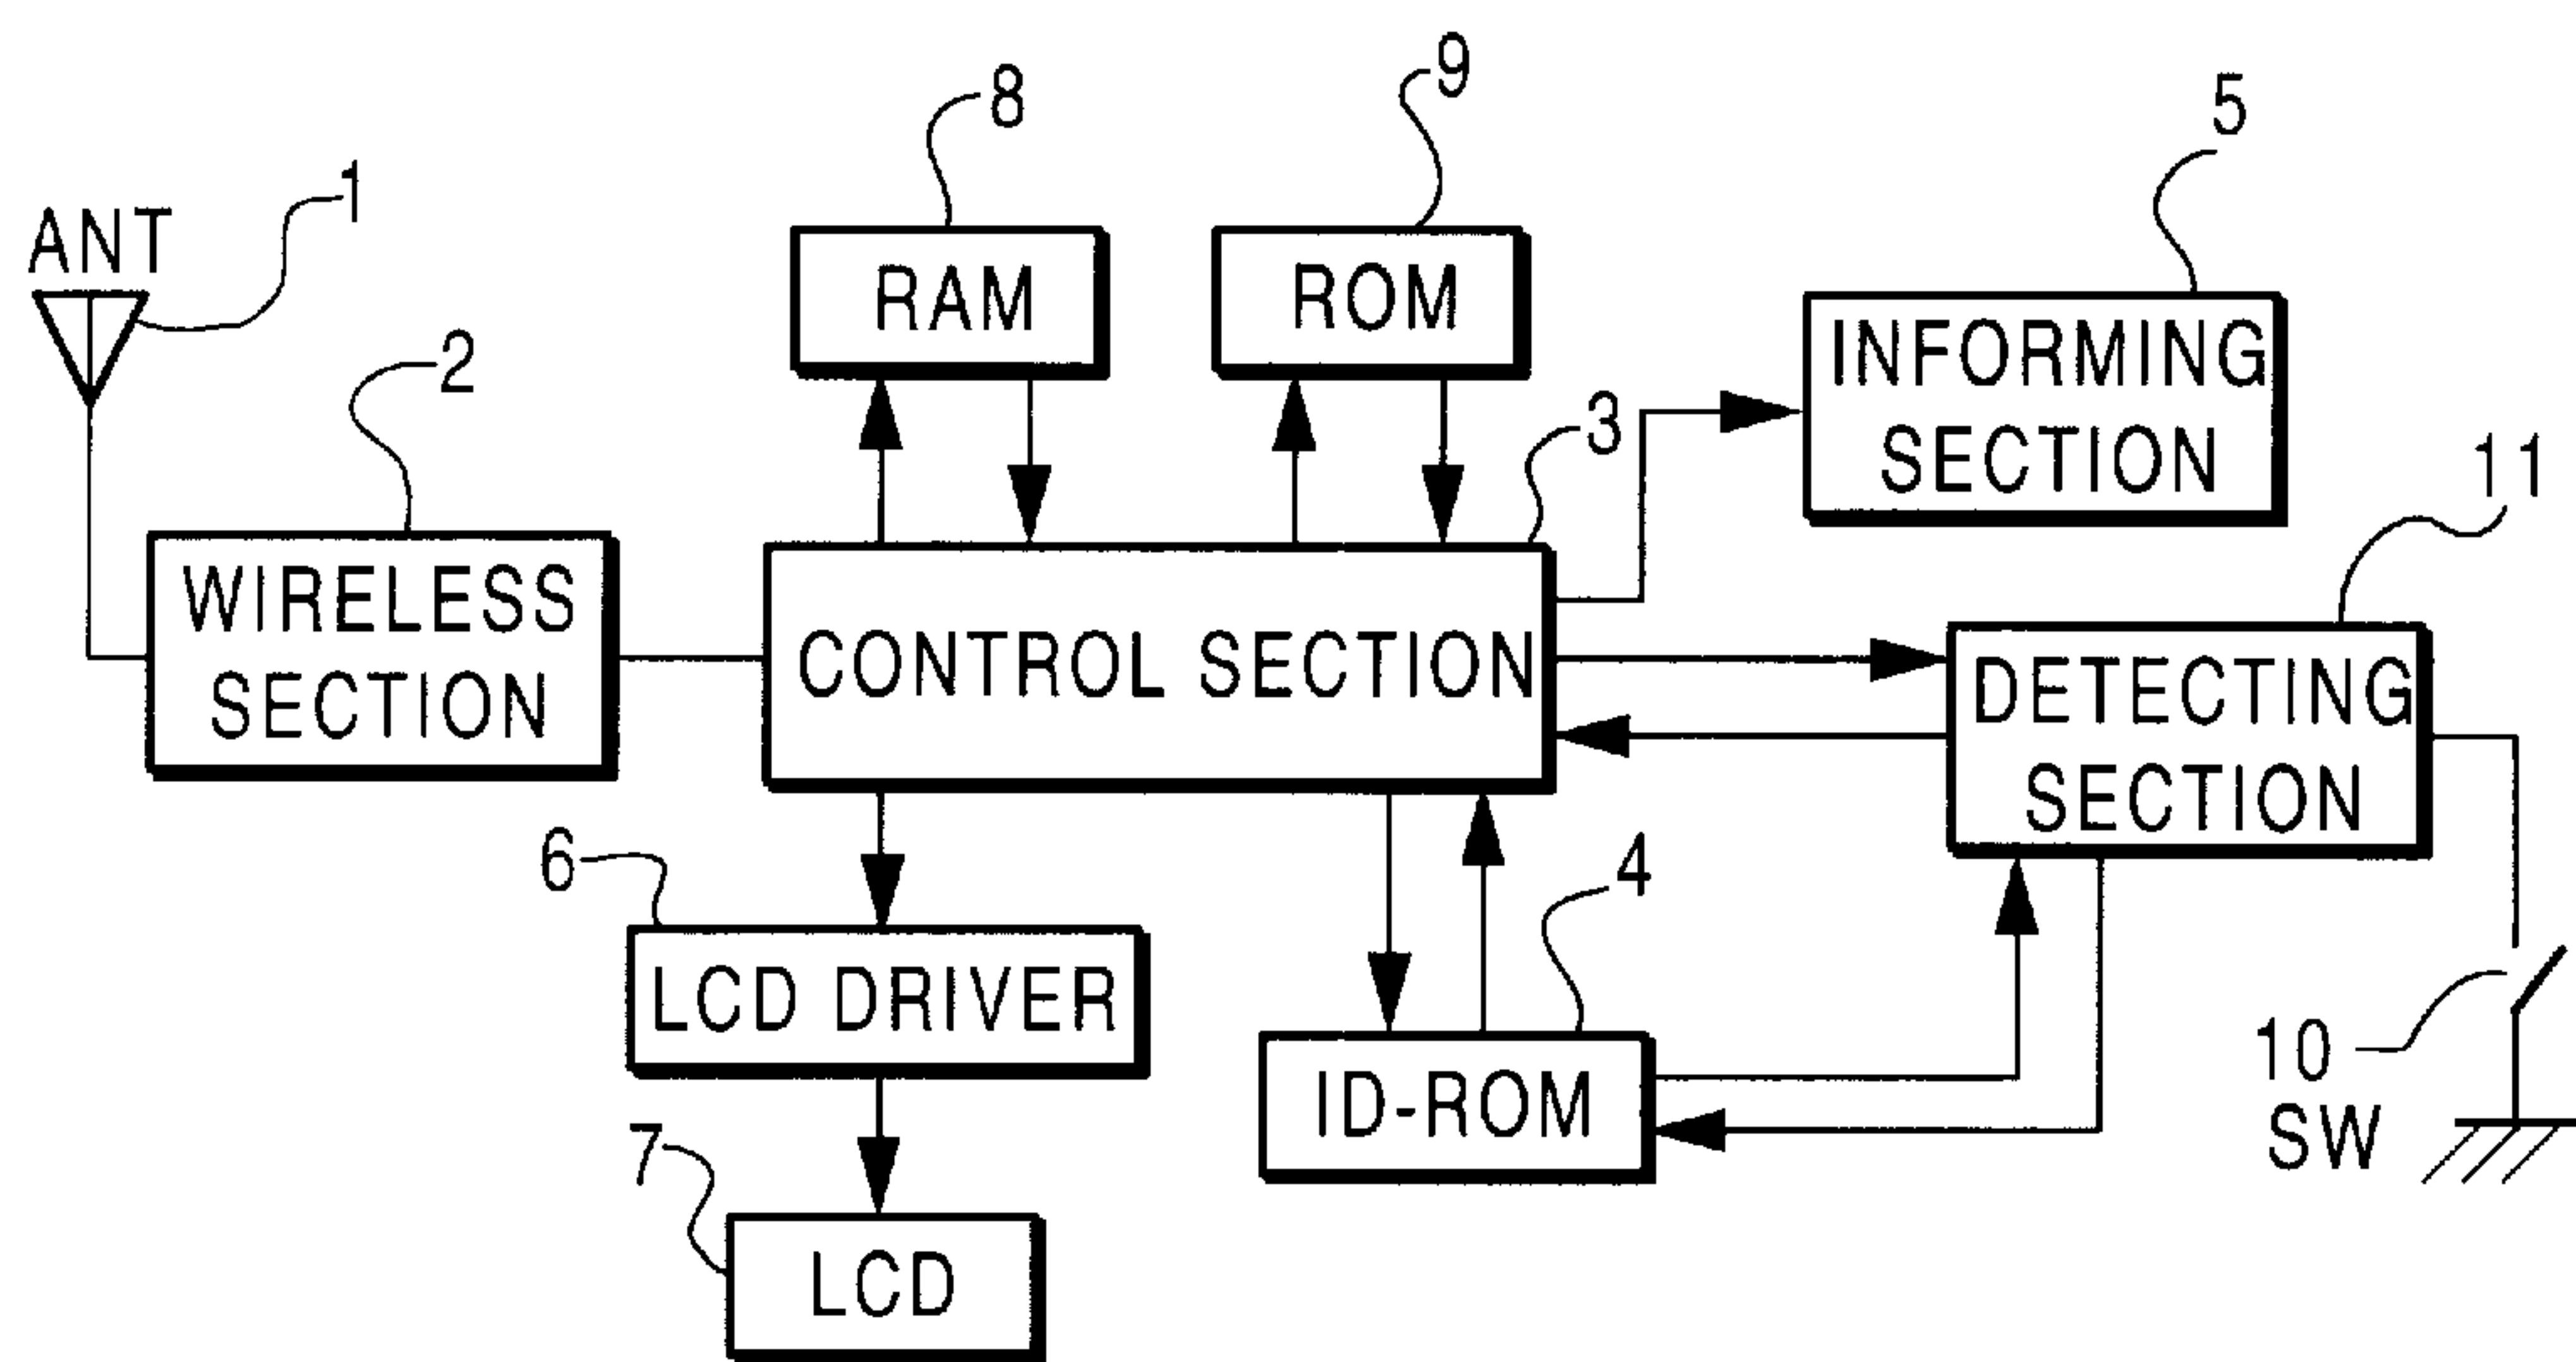 8
9
5
1
ANT
RAM
ROM
INFORMING
SECTION
2
3
11
WIRELESS
SECTION
CONTROL SECTION
DETECTING
SECTION
6
4
LCD DRIVER
10
SW
ID-ROM
7
LCD